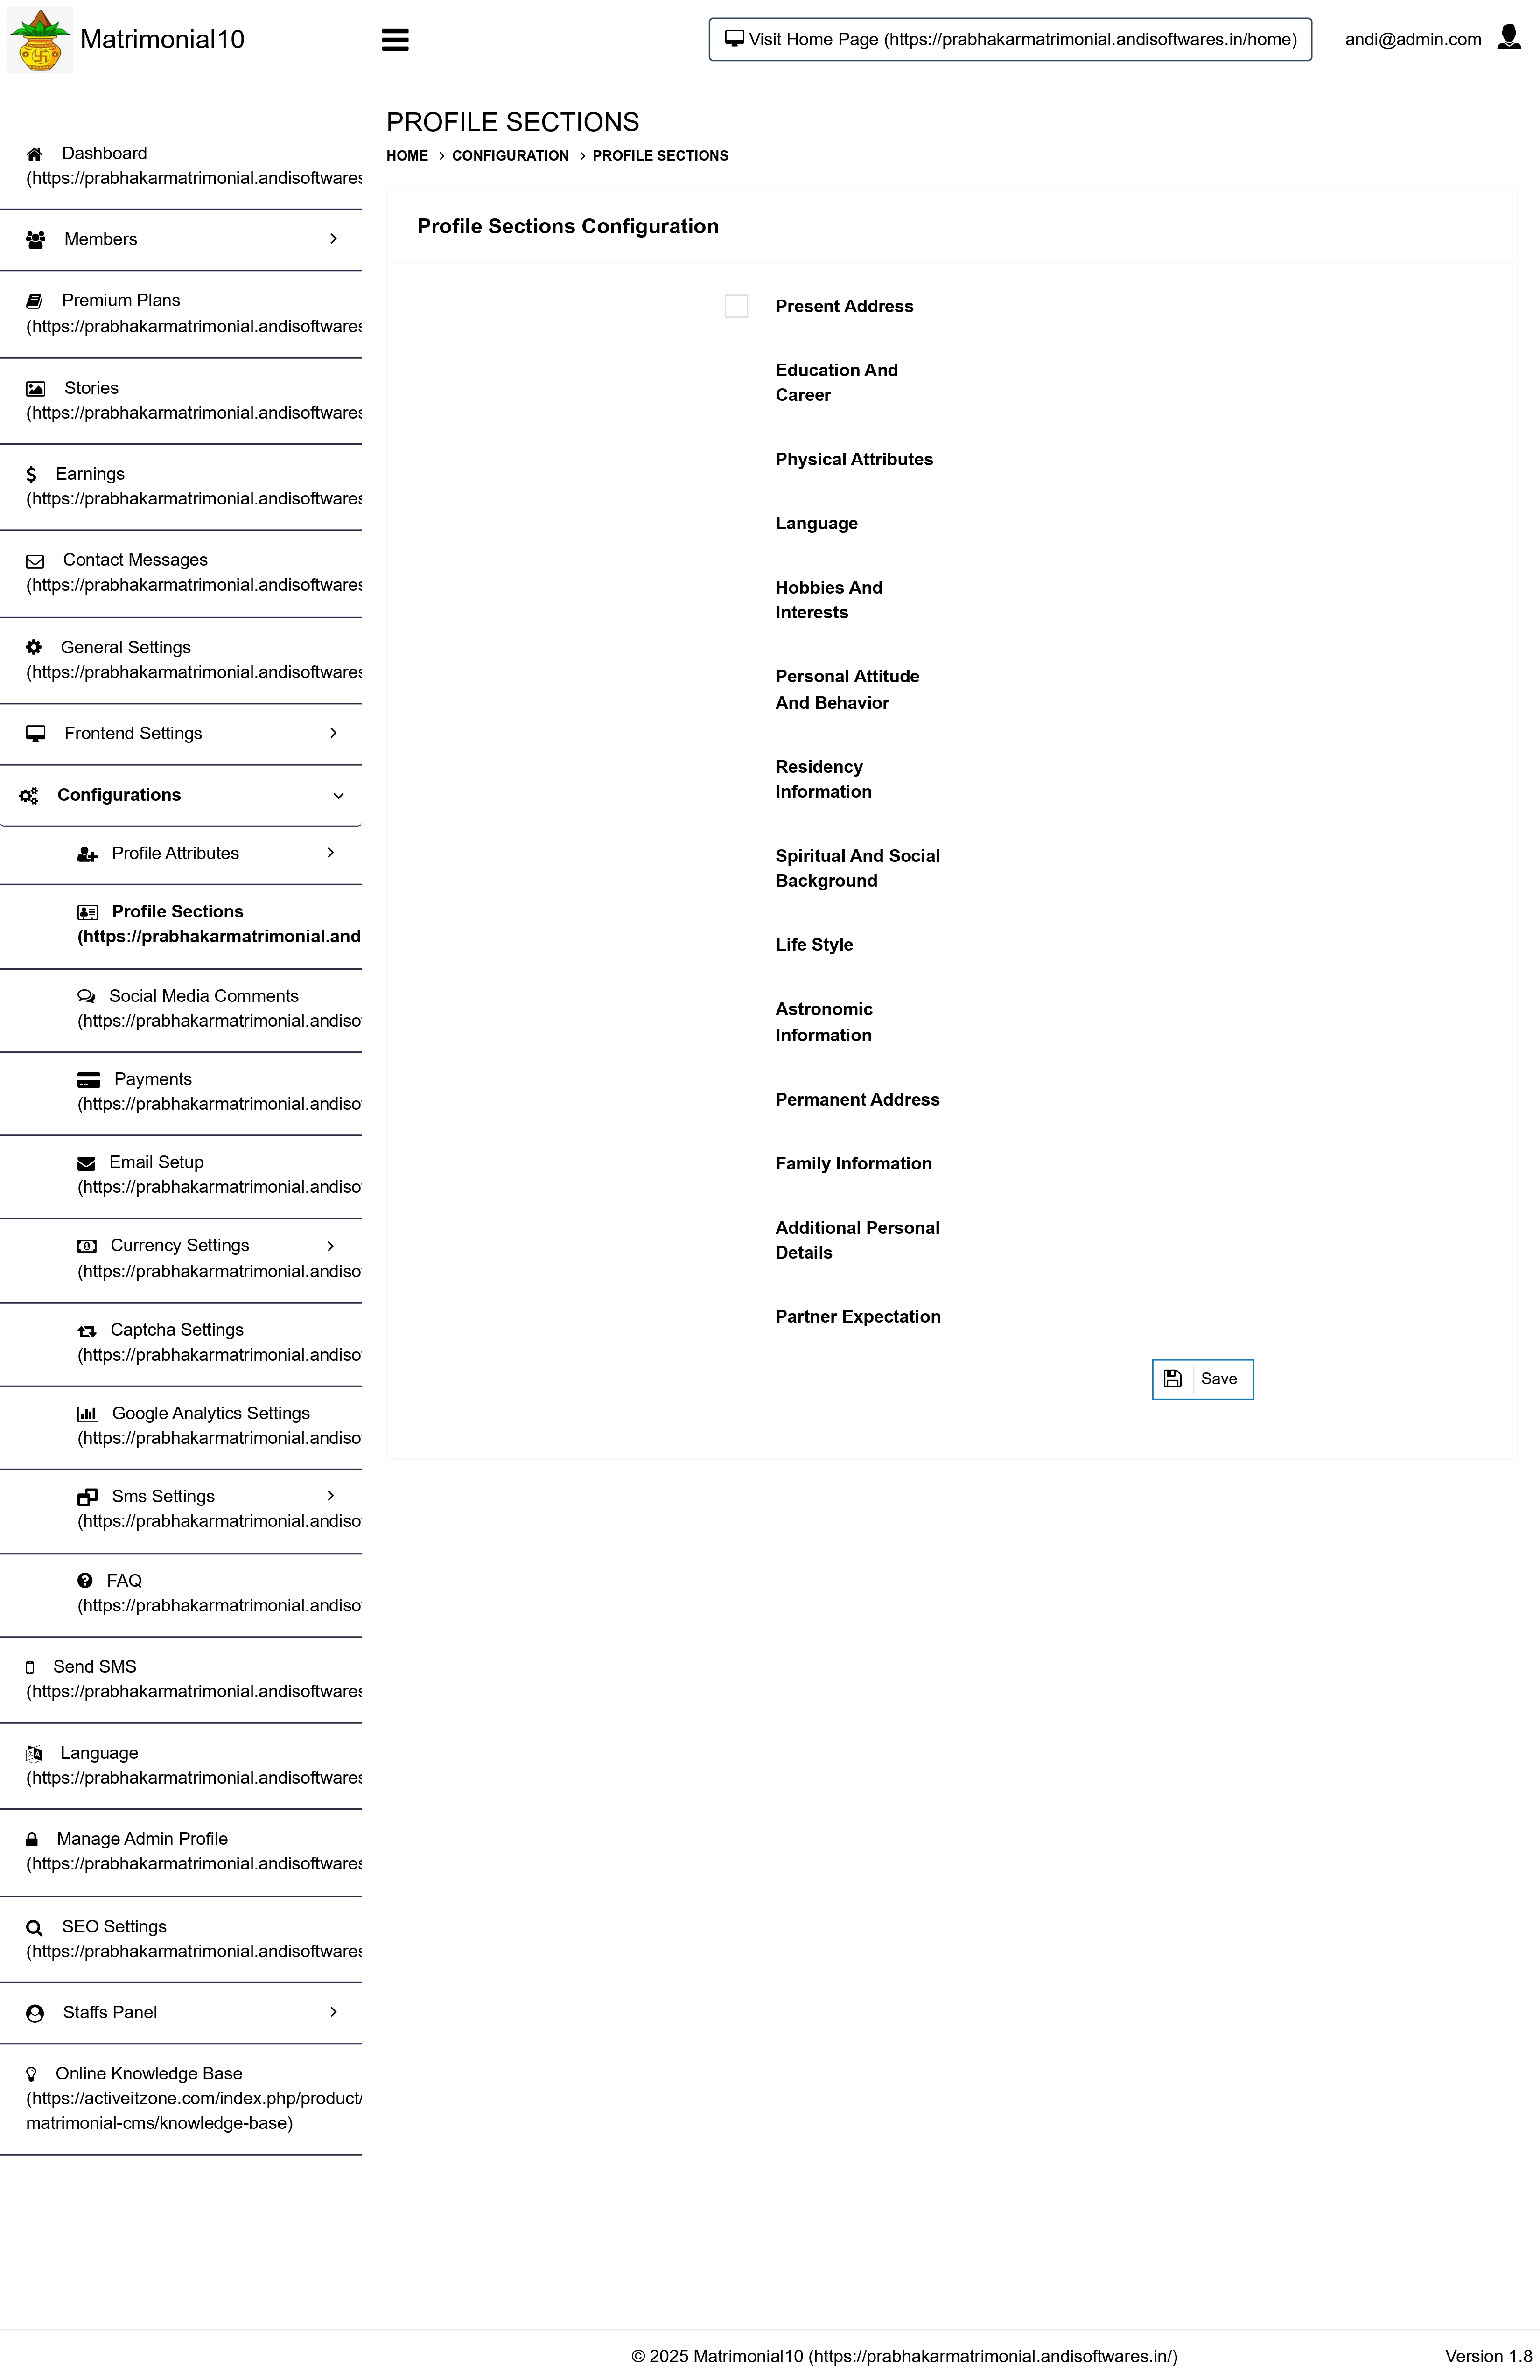 Matrimonial10
Visit Home Page (https://prabhakarmatrimonial.andisoftwares.in/home)
andi@admin.com
Dashboard
(https://prabhakarmatrimonial.andisoftwares
Members
Premium Plans
(https://prabhakarmatrimonial.andisoftwares
Stories
(https://prabhakarmatrimonial.andisoftwares
Earnings
(https://prabhakarmatrimonial.andisoftwares
Contact Messages
(https://prabhakarmatrimonial.andisoftwares
General Settings
(https://prabhakarmatrimonial.andisoftwares
Frontend Settings
Configurations
Profile Attributes
Profile Sections
(https://prabhakarmatrimonial.and
Social Media Comments
(https://prabhakarmatrimonial.andiso
Payments
(https://prabhakarmatrimonial.andiso
Email Setup
(https://prabhakarmatrimonial.andiso
Currency Settings
(https://prabhakarmatrimonial.andiso
Captcha Settings
(https://prabhakarmatrimonial.andiso
Google Analytics Settings
(https://prabhakarmatrimonial.andiso
Sms Settings
(https://prabhakarmatrimonial.andiso
FAQ
(https://prabhakarmatrimonial.andiso
Send SMS
(https://prabhakarmatrimonial.andisoftwares
Language
(https://prabhakarmatrimonial.andisoftwares
Manage Admin Profile
(https://prabhakarmatrimonial.andisoftwares
SEO Settings
(https://prabhakarmatrimonial.andisoftwares
Staffs Panel
Online Knowledge Base
(https://activeitzone.com/index.php/product/
matrimonial-cms/knowledge-base)
PROFILE SECTIONS
HOME > CONFIGURATION > PROFILE SECTIONS
Profile Sections Configuration
Present Address
Education And
Career
Physical Attributes
Language
Hobbies And
Interests
Personal Attitude
And Behavior
Residency
Information
Spiritual And Social
Background
Life Style
Astronomic
Information
Permanent Address
Family Information
Additional Personal
Details
Partner Expectation
Save
© 2025 Matrimonial10 (https://prabhakarmatrimonial.andisoftwares.in/)
Version 1.8